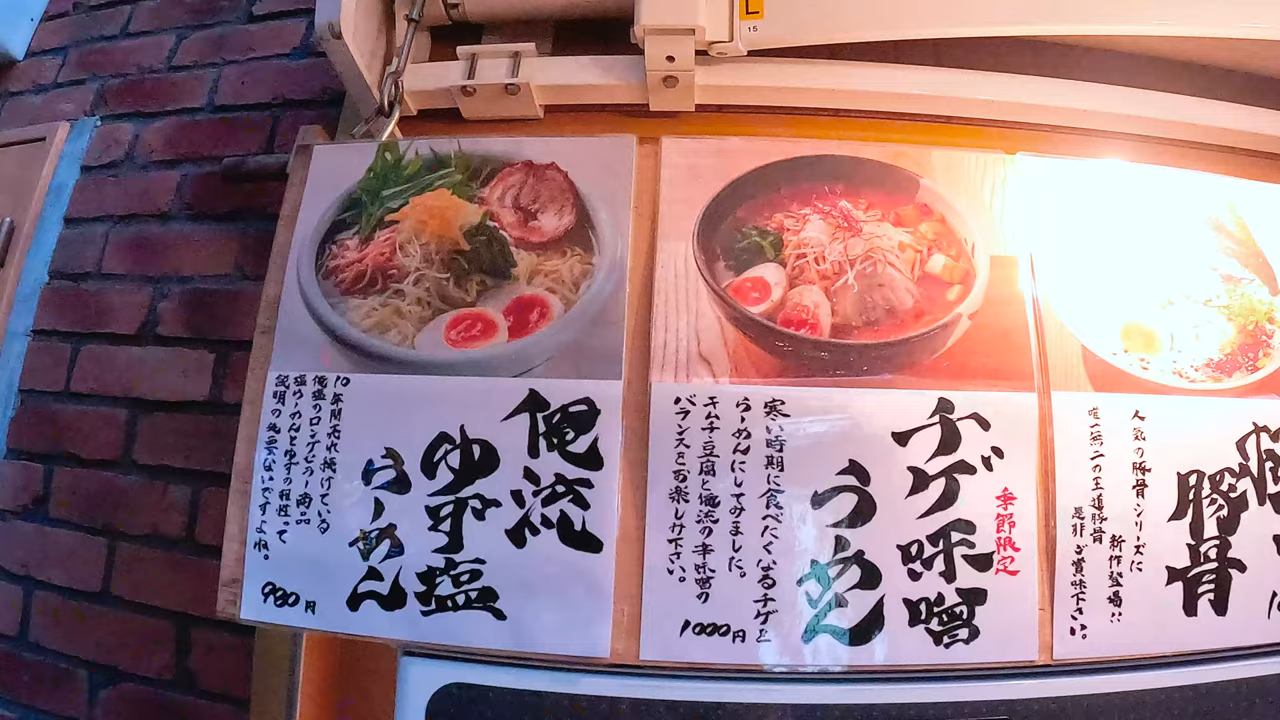 L
15
俺流
ゆず塩
らーめん
10年間売れ続けている
俺塩のロングセラー商品
塩らーめんとゆずの相性って
説明の必要ないですよね。
980円
季節限定
チゲ味噌
らーめん
寒い時期に食べたくなるチゲを
らーめんにしてみました。
キムチ豆腐と俺流の辛味噌の
バランスをお楽しみ下さい。
1000円
豚骨
人気の豚骨シリーズに
新作登場!!
唯一無二の王道豚骨
是非ご賞味下さい。